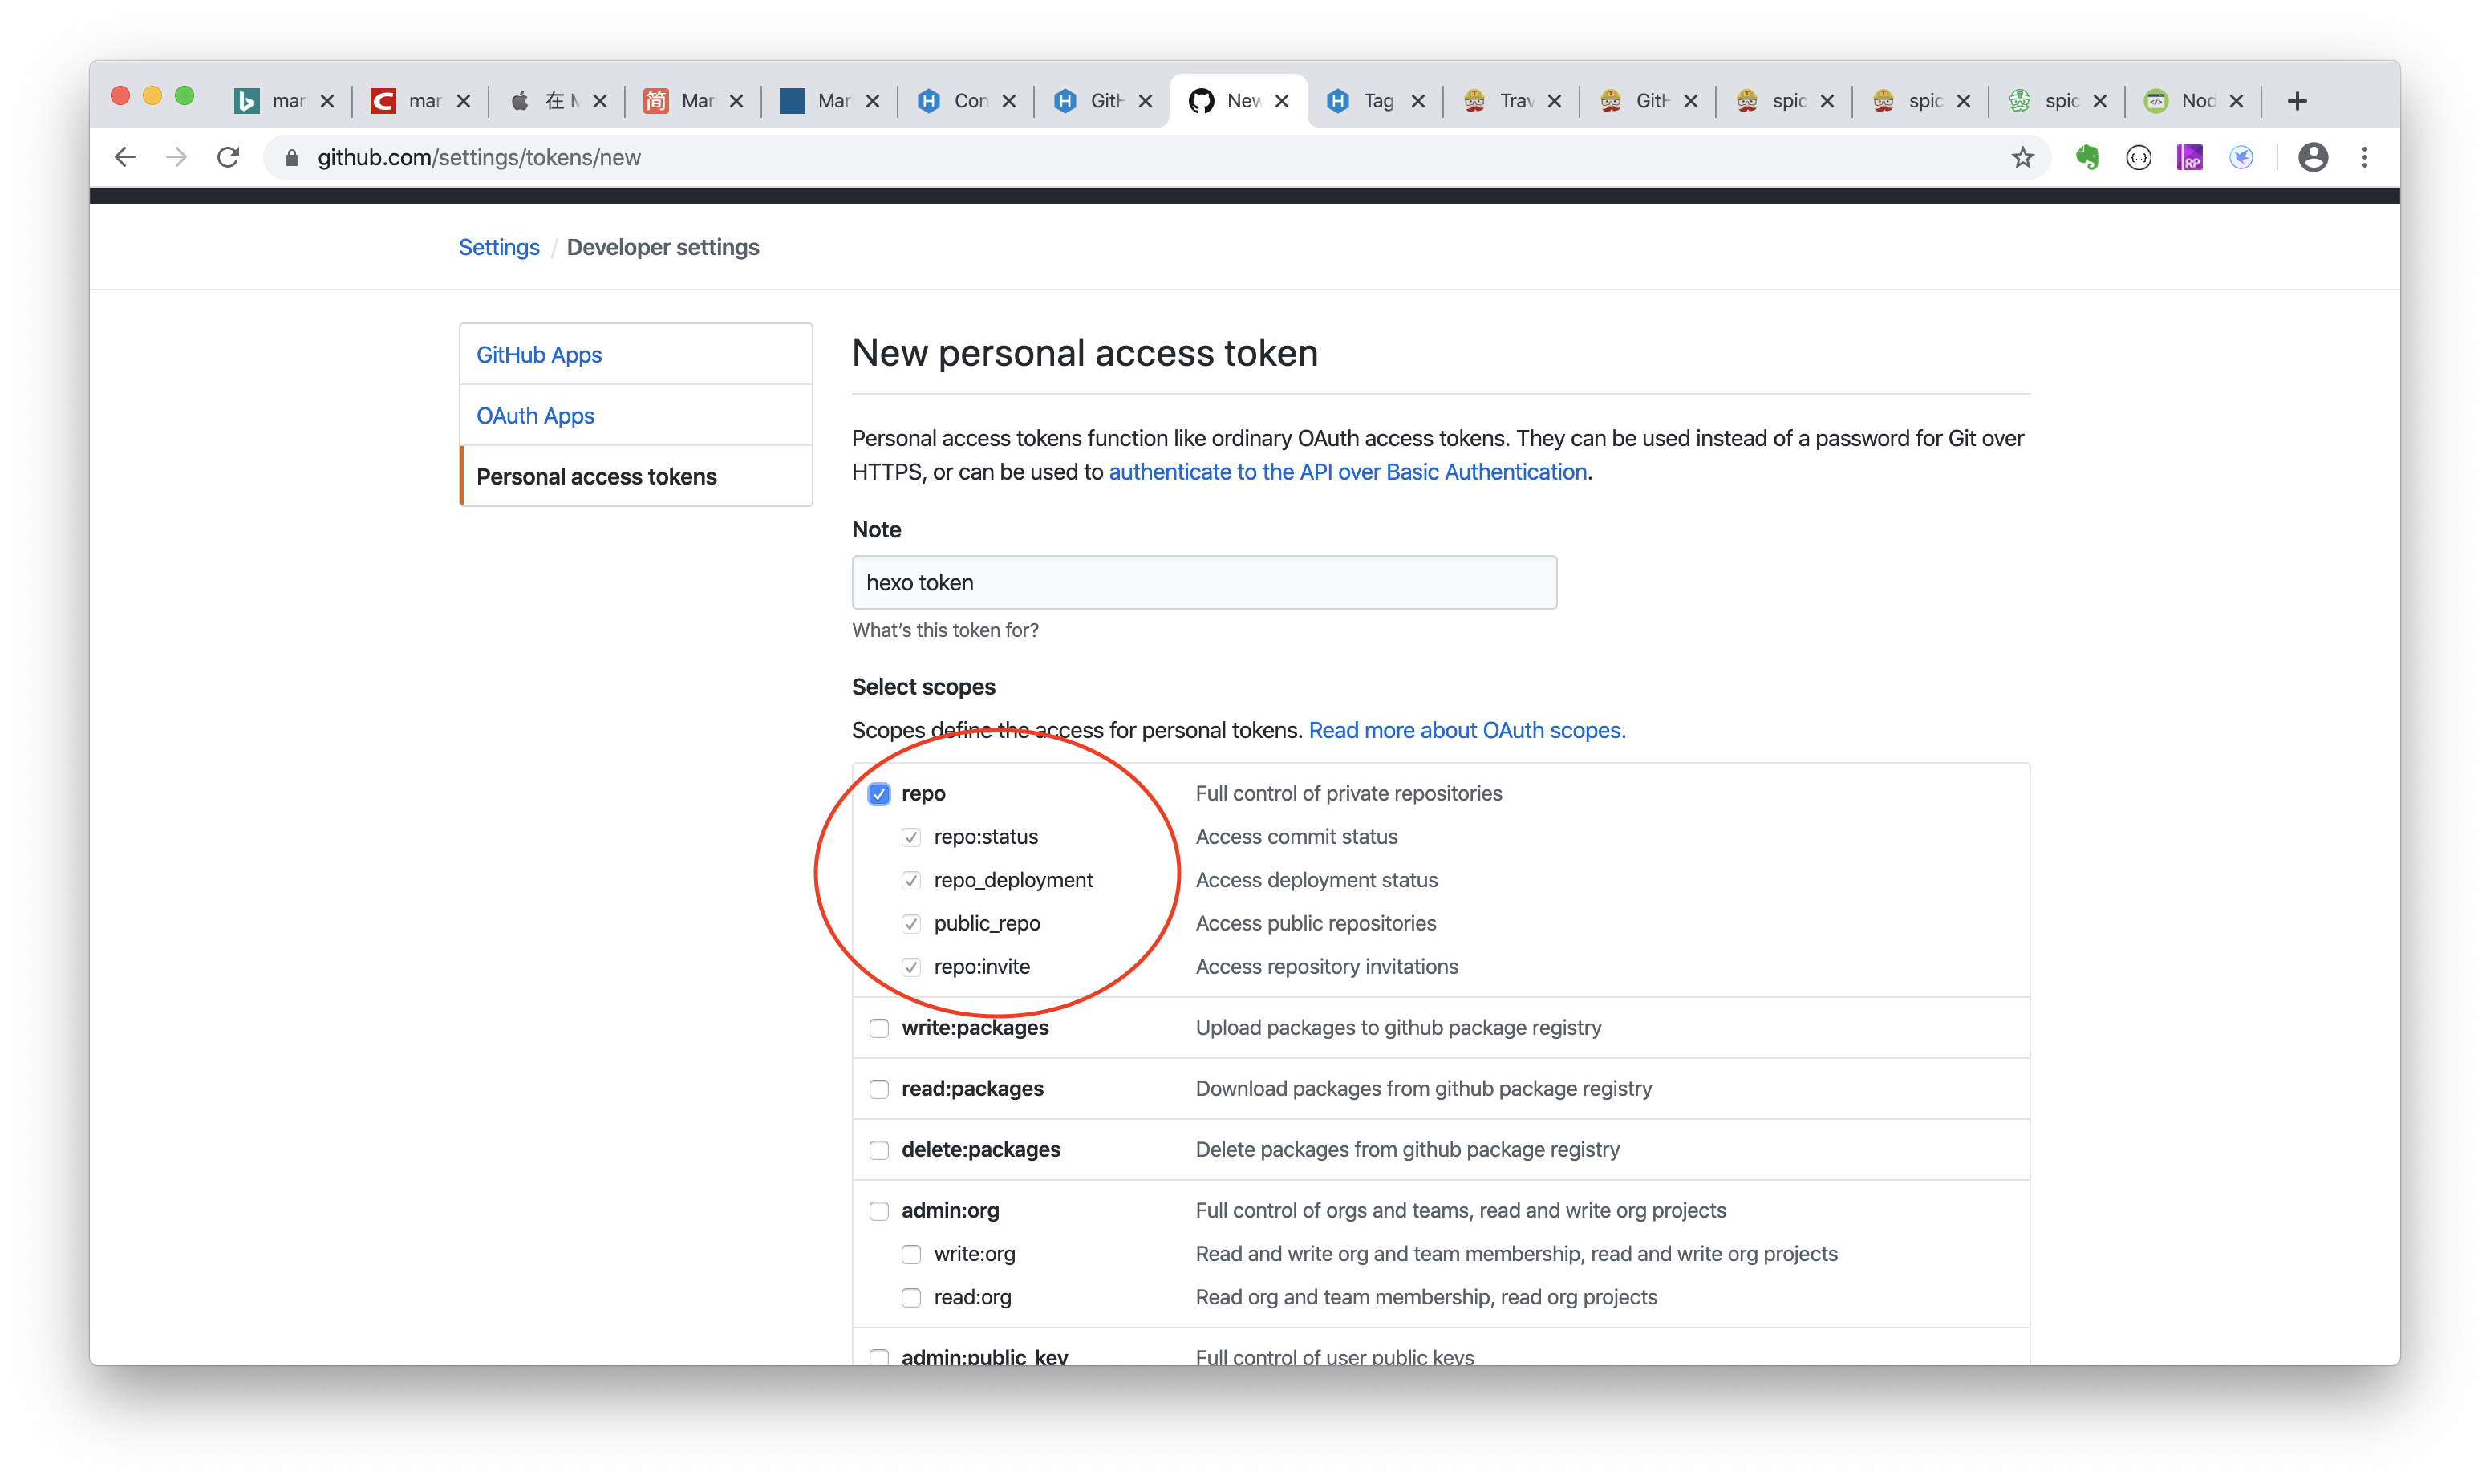 mar mar 在 M Mar Mar Con GitH New Tag Trav GitH spic spic spic Nod
github.com/settings/tokens/new
Settings / Developer settings
GitHub Apps
OAuth Apps
Personal access tokens
New personal access token
Personal access tokens function like ordinary OAuth access tokens. They can be used instead of a password for Git over
HTTPS, or can be used to authenticate to the API over Basic Authentication.
Note
hexo token
What's this token for?
Select scopes
Scopes define the access for personal tokens. Read more about OAuth scopes.
repo Full control of private repositories
repo:status Access commit status
repo_deployment Access deployment status
public_repo Access public repositories
repo:invite Access repository invitations
write:packages Upload packages to github package registry
read:packages Download packages from github package registry
delete:packages Delete packages from github package registry
admin:org Full control of orgs and teams, read and write org projects
write:org Read and write org and team membership, read and write org projects
read:org Read org and team membership, read org projects
admin:public_key Full control of user public keys